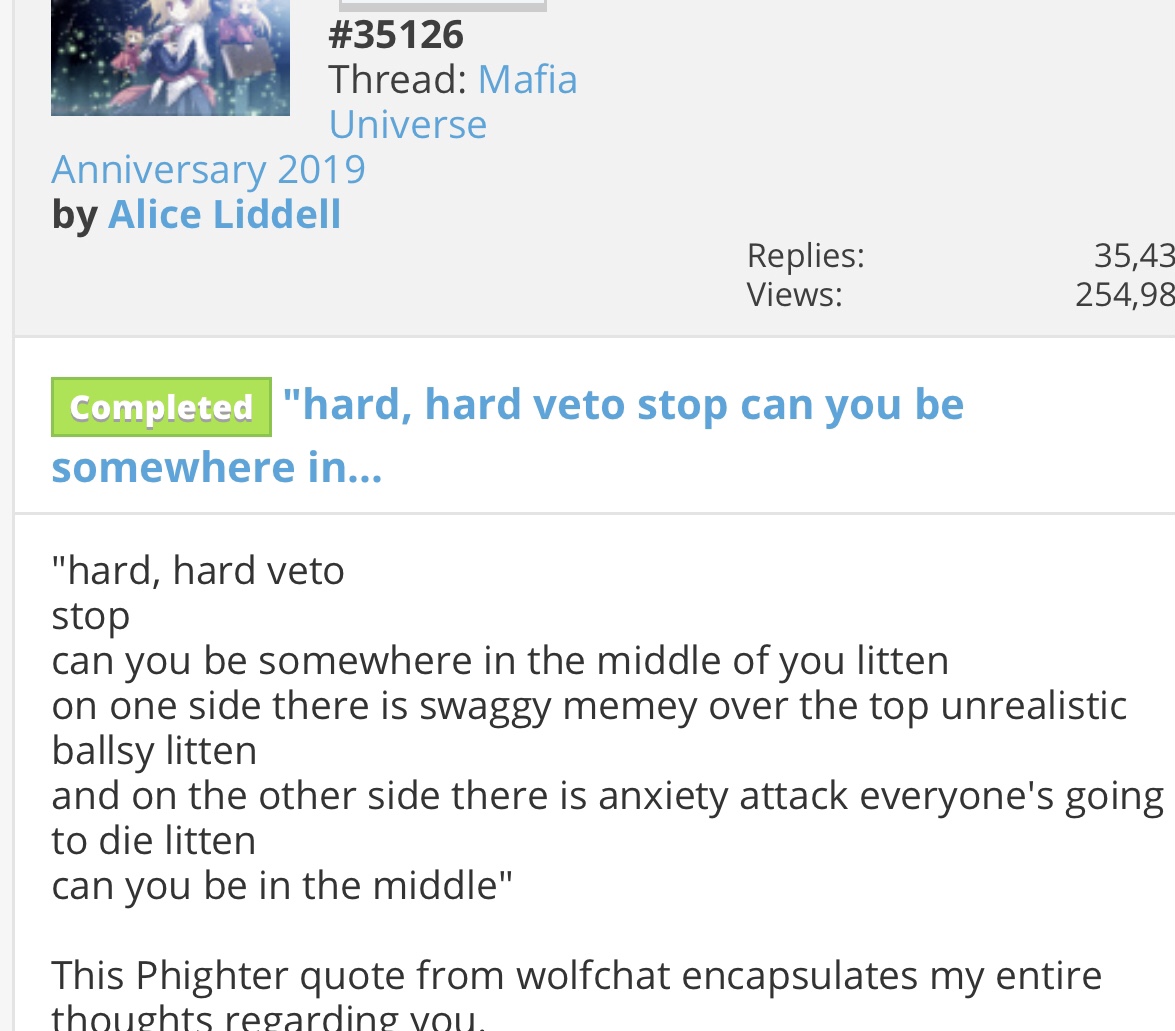 #35126
Thread: Mafia
Universe
Anniversary 2019
by Alice Liddell
Replies: 35,43
Views: 254,98
Completed "hard, hard veto stop can you be
somewhere in...
"hard, hard veto
stop
can you be somewhere in the middle of you litten
on one side there is swaggy memey over the top unrealistic
ballsy litten
and on the other side there is anxiety attack everyone's going
to die litten
can you be in the middle"
This Phighter quote from wolfchat encapsulates my entire
thoughts regarding you.